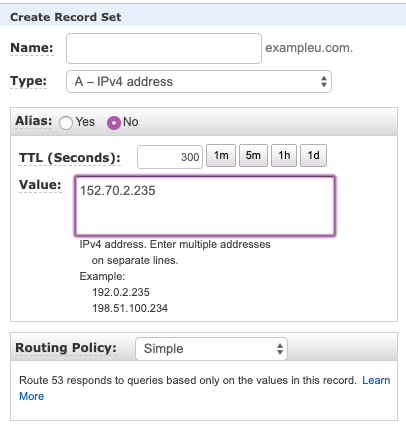 Create Record Set
Name: exampleu.com.
Type: A – IPv4 address
Alias: Yes No
TTL (Seconds): 300 1m 5m 1h 1d
Value: 152.70.2.235
IPv4 address. Enter multiple addresses
on separate lines.
Example:
192.0.2.235
198.51.100.234
Routing Policy: Simple
Route 53 responds to queries based only on the values in this record. Learn
More